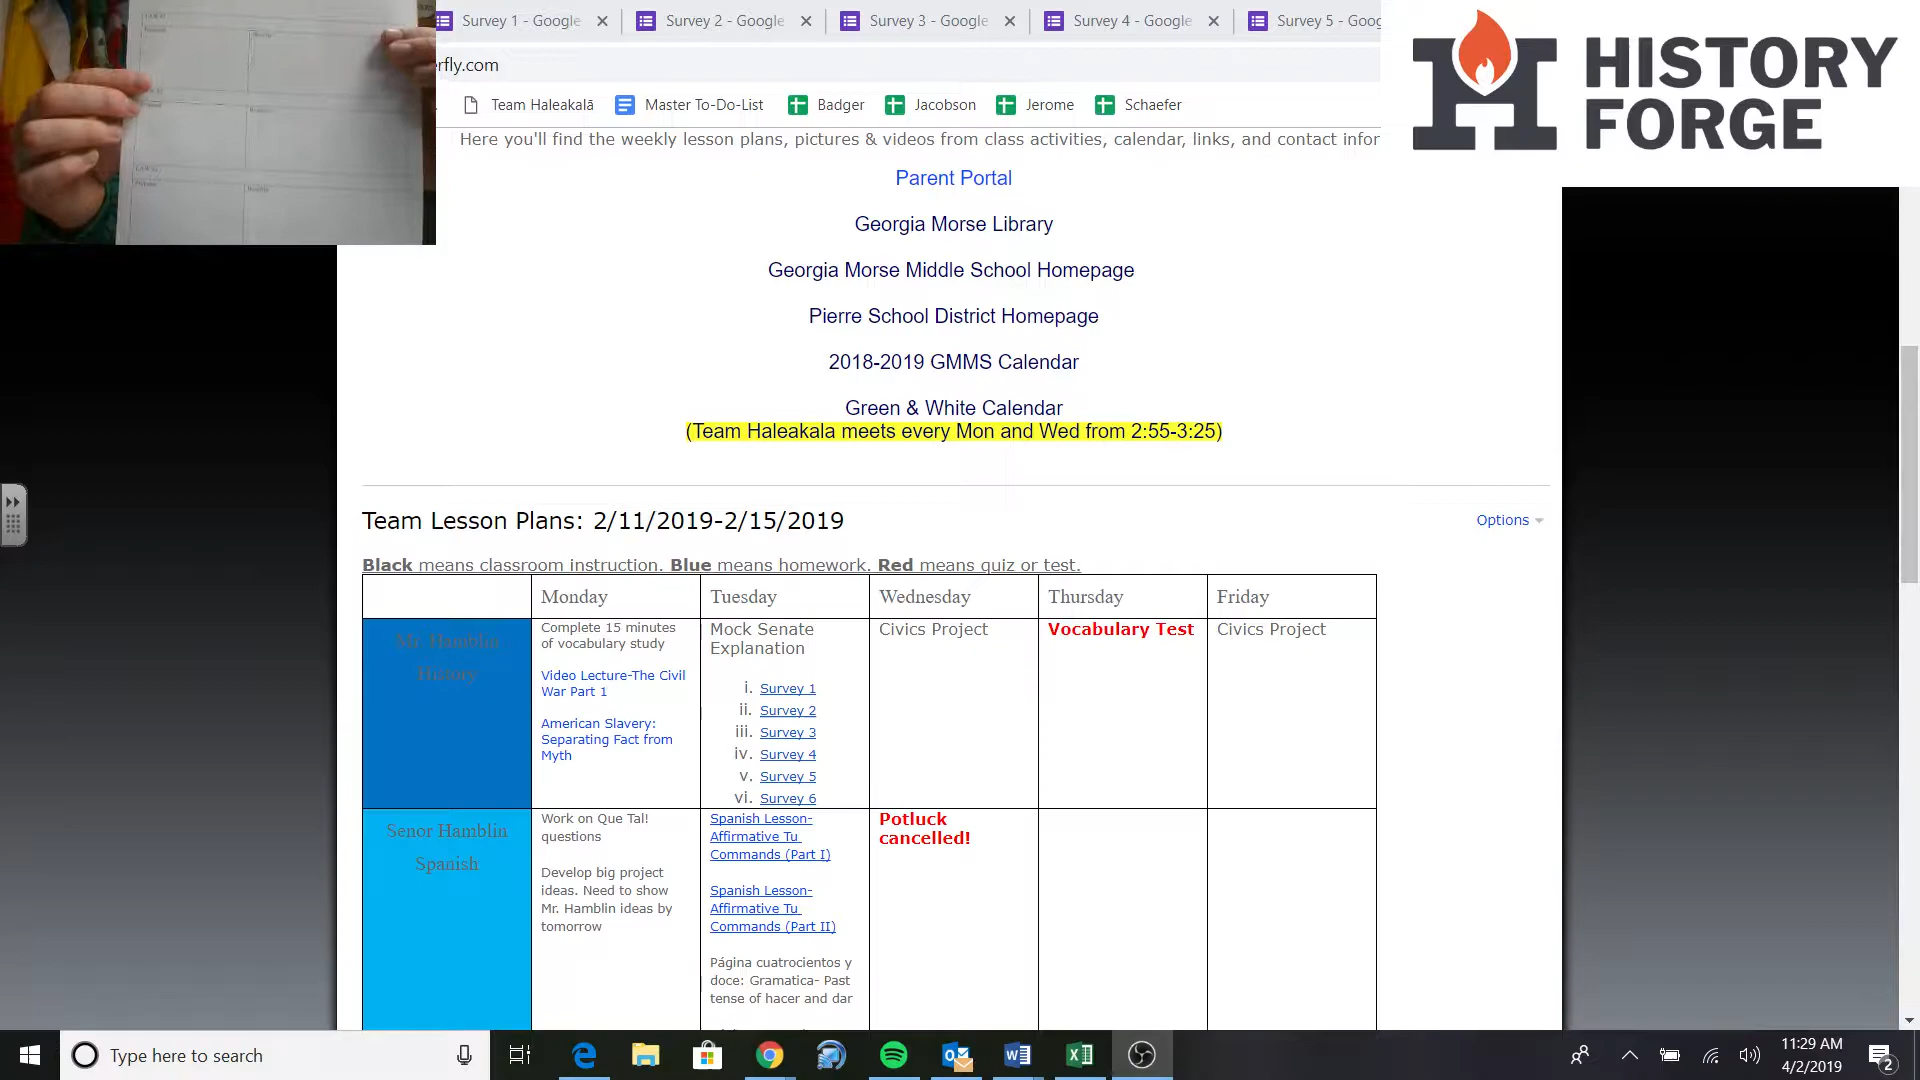 Survey 1 - Google
Survey 2 - Google
Survey 3 - Google
Survey 4 - Google
Survey 5 - Goog
HISTORY
FORGE
erfly.com
Team Haleakalā
Master To-Do-List
Badger
Jacobson
Jerome
Schaefer
Here you'll find the weekly lesson plans, pictures & videos from class activities, calendar, links, and contact infor
Parent Portal
Georgia Morse Library
Georgia Morse Middle School Homepage
Pierre School District Homepage
2018-2019 GMMS Calendar
Green & White Calendar
(Team Haleakala meets every Mon and Wed from 2:55-3:25)
Team Lesson Plans: 2/11/2019-2/15/2019
Options
Black means classroom instruction. Blue means homework. Red means quiz or test.
Monday
Tuesday
Wednesday
Thursday
Friday
Mr. Hamblin
History
Complete 15 minutes
of vocabulary study
Video Lecture-The Civil
War Part 1
American Slavery:
Separating Fact from
Myth
Mock Senate
Explanation
i. Survey 1
ii. Survey 2
iii. Survey 3
iv. Survey 4
v. Survey 5
vi. Survey 6
Civics Project
Vocabulary Test
Civics Project
Senor Hamblin
Spanish
Work on Que Tal!
questions
Develop big project
ideas. Need to show
Mr. Hamblin ideas by
tomorrow
Spanish Lesson-
Affirmative Tu
Commands (Part I)
Spanish Lesson-
Affirmative Tu
Commands (Part II)
Página cuatrocientos y
doce: Gramatica- Past
tense of hacer and dar
Potluck
cancelled!
Type here to search
11:29 AM
4/2/2019
2